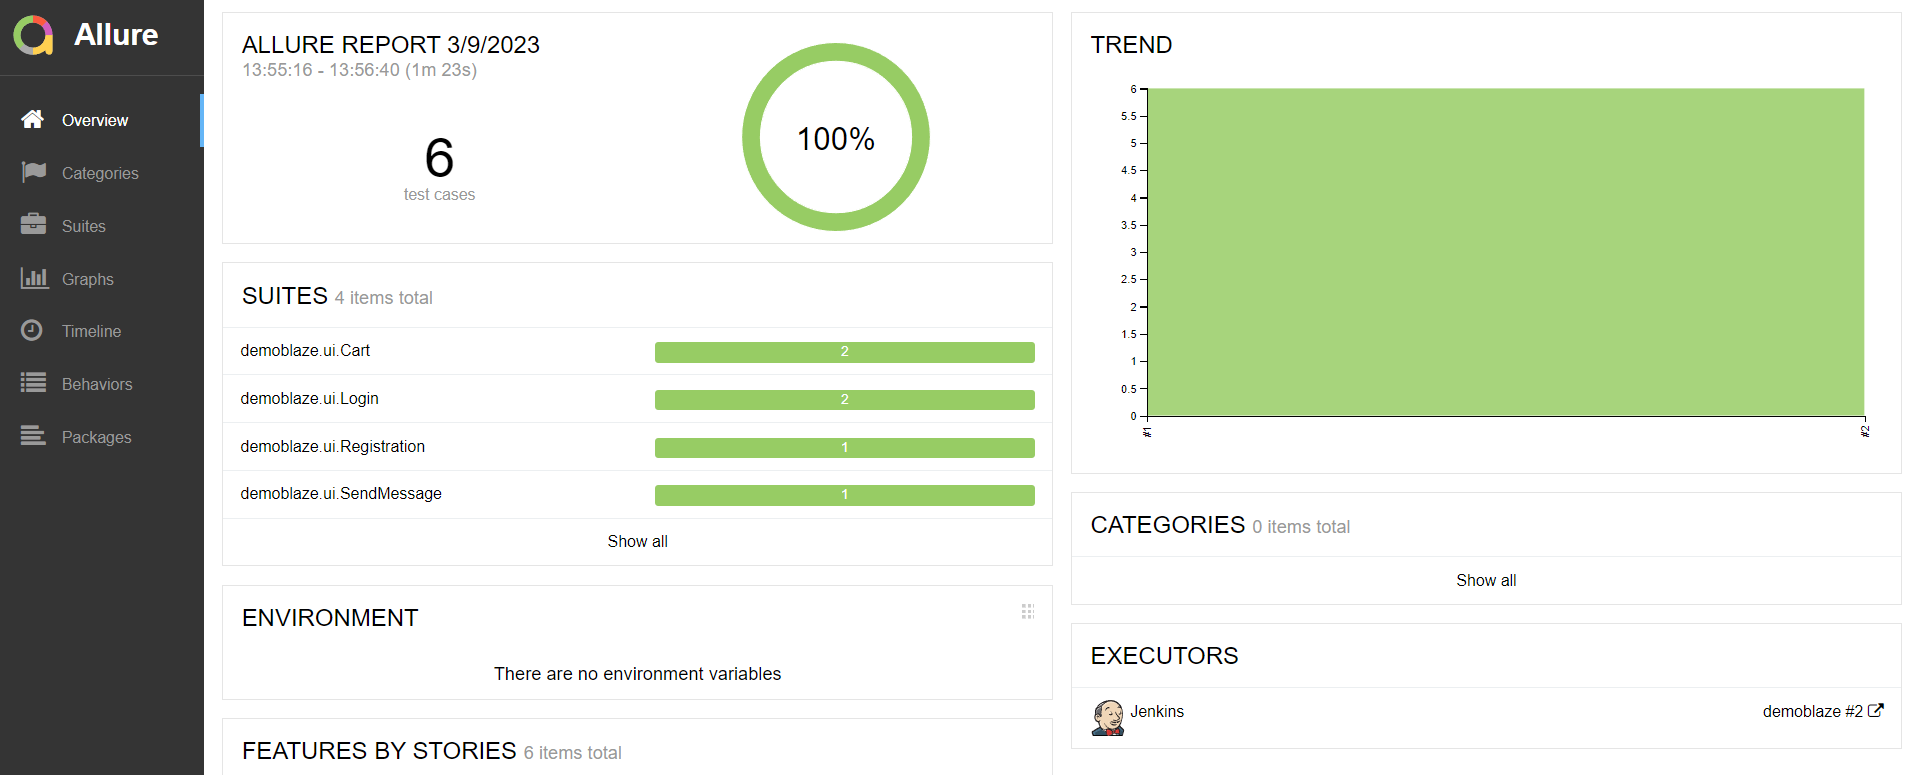 Allure
Overview
Categories
Suites
Graphs
Timeline
Behaviors
Packages
ALLURE REPORT 3/9/2023
13:55:16 - 13:56:40 (1m 23s)
6
test cases
100%
SUITES 4 items total
demoblaze.ui.Cart 2
demoblaze.ui.Login 2
demoblaze.ui.Registration 1
demoblaze.ui.SendMessage 1
Show all
ENVIRONMENT
There are no environment variables
FEATURES BY STORIES 6 items total
TREND
6
5.5
5
4.5
4
3.5
3
2.5
2
1.5
1
0.5
0
#1
#2
CATEGORIES 0 items total
Show all
EXECUTORS
Jenkins demoblaze #2